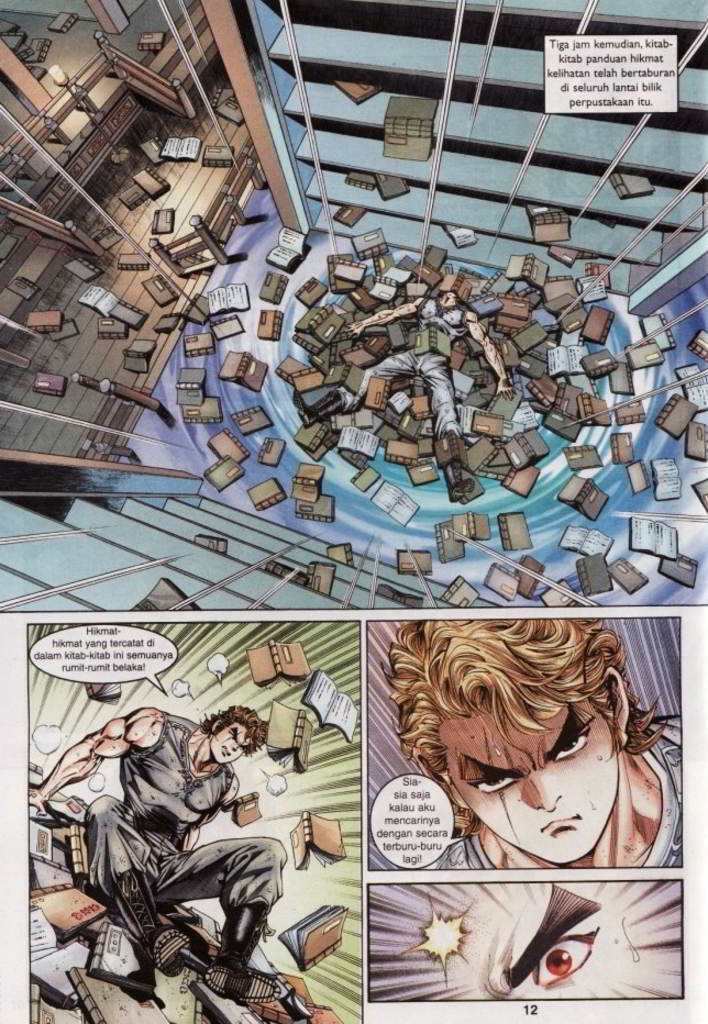 Tiga jam kemudian, kitab-
kitab panduan hikmat
kelihatan telah bertaburan
di seluruh lantai bilik
perpustakaan itu.
Hikmat-
hikmat yang tercatat di
dalam kitab-kitab ini semuanya
rumit-rumit belaka!
Sia-
sia saja
kalau aku
mencarinya
dengan secara
terburu-buru
lagi!
12